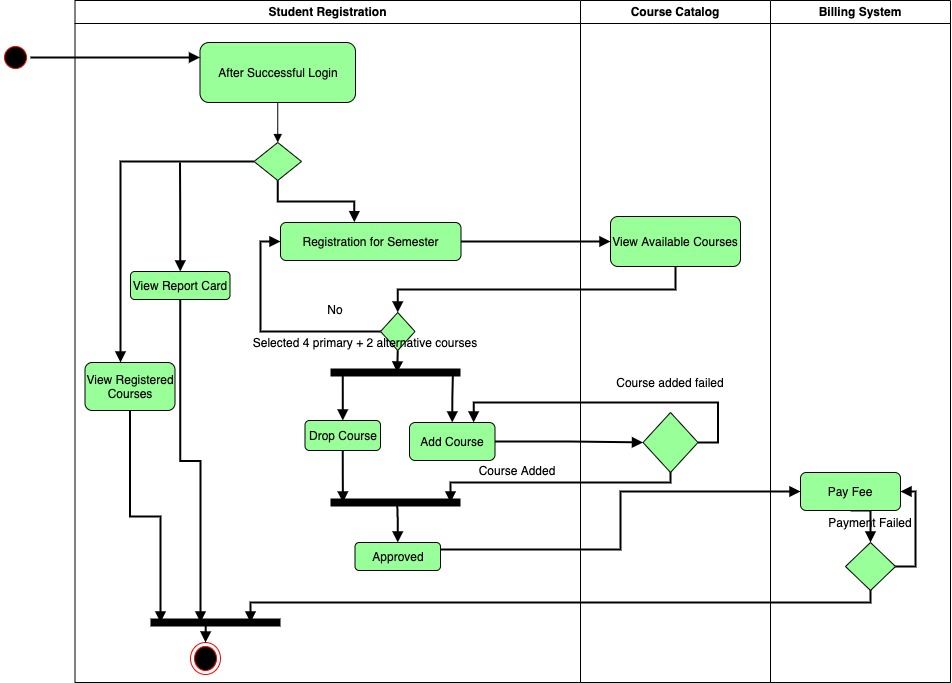 Student Registration
Course Catalog
Billing System
After Successful Login
Registration for Semester
View Available Courses
View Report Card
No
Selected 4 primary + 2 alternative courses
View Registered
Courses
Course added failed
Drop Course
Add Course
Course Added
Pay Fee
Payment Failed
Approved